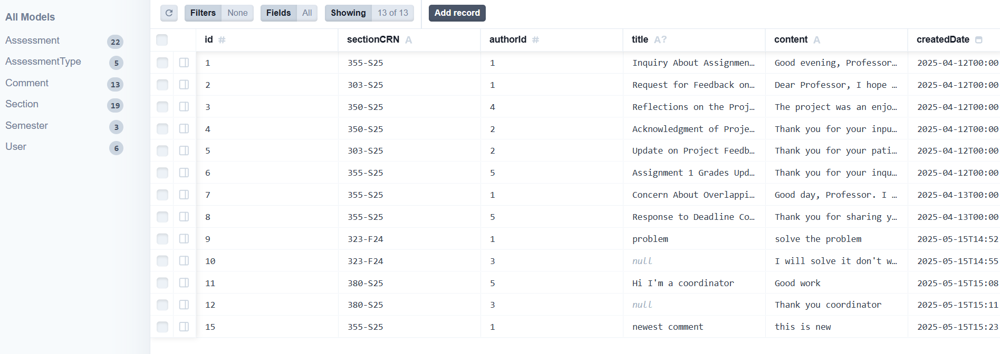 All Models
Assessment 22
AssessmentType 5
Comment 13
Section 19
Semester 3
User 6
Filters None Fields All Showing 13 of 13 Add record
id # sectionCRN A authorId # title A? content A createdDate
1 355-S25 1 Inquiry About Assignmen… Good evening, Professor… 2025-04-12T00:00
2 303-S25 1 Request for Feedback on… Dear Professor, I hope … 2025-04-12T00:00
3 350-S25 4 Reflections on the Proj… The project was an enjo… 2025-04-12T00:00
4 350-S25 2 Acknowledgment of Proje… Thank you for your inpu… 2025-04-12T00:00
5 303-S25 2 Update on Project Feedb… Thank you for your pati… 2025-04-12T00:00
6 355-S25 5 Assignment 1 Grades Upd… Thank you for your inqu… 2025-04-12T00:00
7 355-S25 1 Concern About Overlappi… Good day, Professor. I … 2025-04-13T00:00
8 355-S25 5 Response to Deadline Co… Thank you for sharing y… 2025-04-13T00:00
9 323-F24 1 problem solve the problem 2025-05-15T14:52
10 323-F24 3 null I will solve it don't w… 2025-05-15T14:55
11 380-S25 5 Hi I'm a coordinator Good work 2025-05-15T15:08
12 380-S25 3 null Thank you coordinator 2025-05-15T15:11
15 355-S25 1 newest comment this is new 2025-05-15T15:23